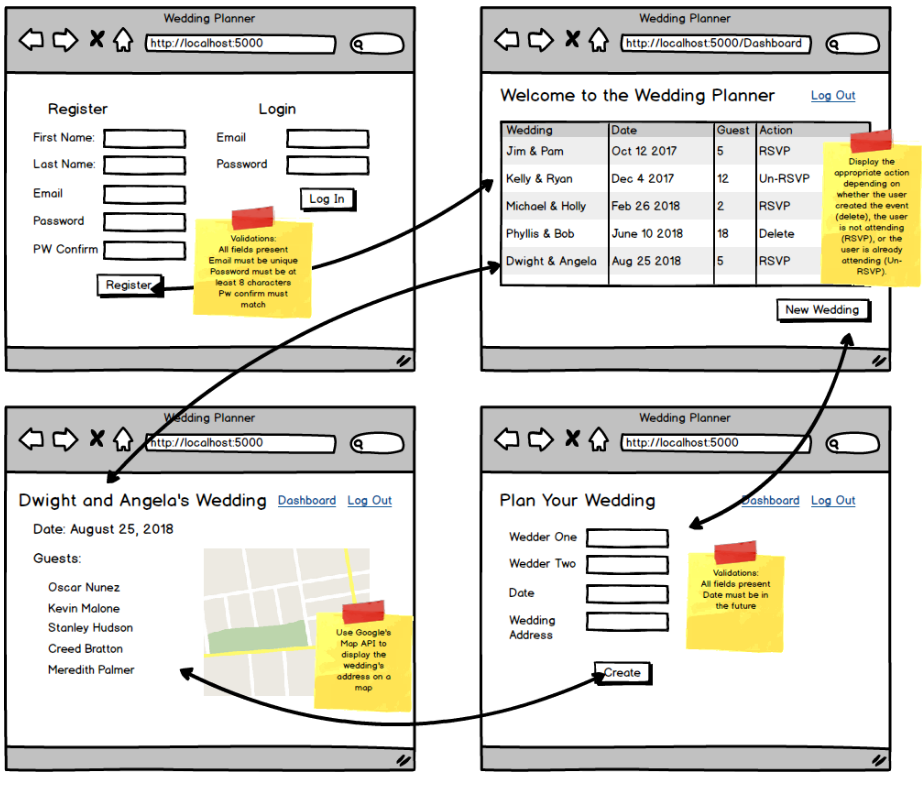 Wedding Planner
http://localhost:5000
Register
Login
First Name:
Email
Last Name:
Password
Email
Log In
Password
PW Confirm
Register
Validations:
All fields present
Email must be unique
Password must be at
least 8 characters
Pw confirm must
match
Wedding Planner
http://localhost:5000/Dashboard
Welcome to the Wedding Planner
Log Out
Wedding Date Guest Action
Jim & Pam Oct 12 2017 5 RSVP
Kelly & Ryan Dec 4 2017 12 Un-RSVP
Michael & Holly Feb 26 2018 2 RSVP
Phyllis & Bob June 10 2018 18 Delete
Dwight & Angela Aug 25 2018 5 RSVP
Display the
appropriate action
depending on
whether the user
created the event
(delete), the user
is not attending
(RSVP), or the
user is already
attending (Un-
RSVP).
New Wedding
Wedding Planner
http://localhost:5000
Dwight and Angela's Wedding
Dashboard
Log Out
Date: August 25, 2018
Guests:
Oscar Nunez
Kevin Malone
Stanley Hudson
Creed Bratton
Meredith Palmer
Use Google's
Map API to
display the
wedding's
address on a
map
Wedding Planner
http://localhost:5000
Plan Your Wedding
Dashboard
Log Out
Wedder One
Wedder Two
Date
Wedding
Address
Create
Validations:
All fields present
Date must be in
the future